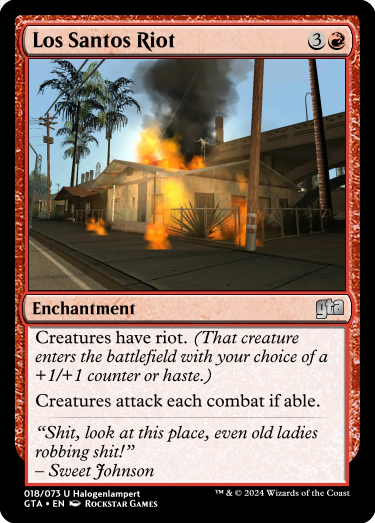 Los Santos Riot 3
gta
Enchantment
Creatures have riot. (That creature
enters the battlefield with your choice of a
+1/+1 counter or haste.)
Creatures attack each combat if able.
“Shit, look at this place, even old ladies
robbing shit!”
– Sweet Johnson
018/073 U Halogenlampert
GTA • EN Rockstar Games
™ & © 2024 Wizards of the Coast